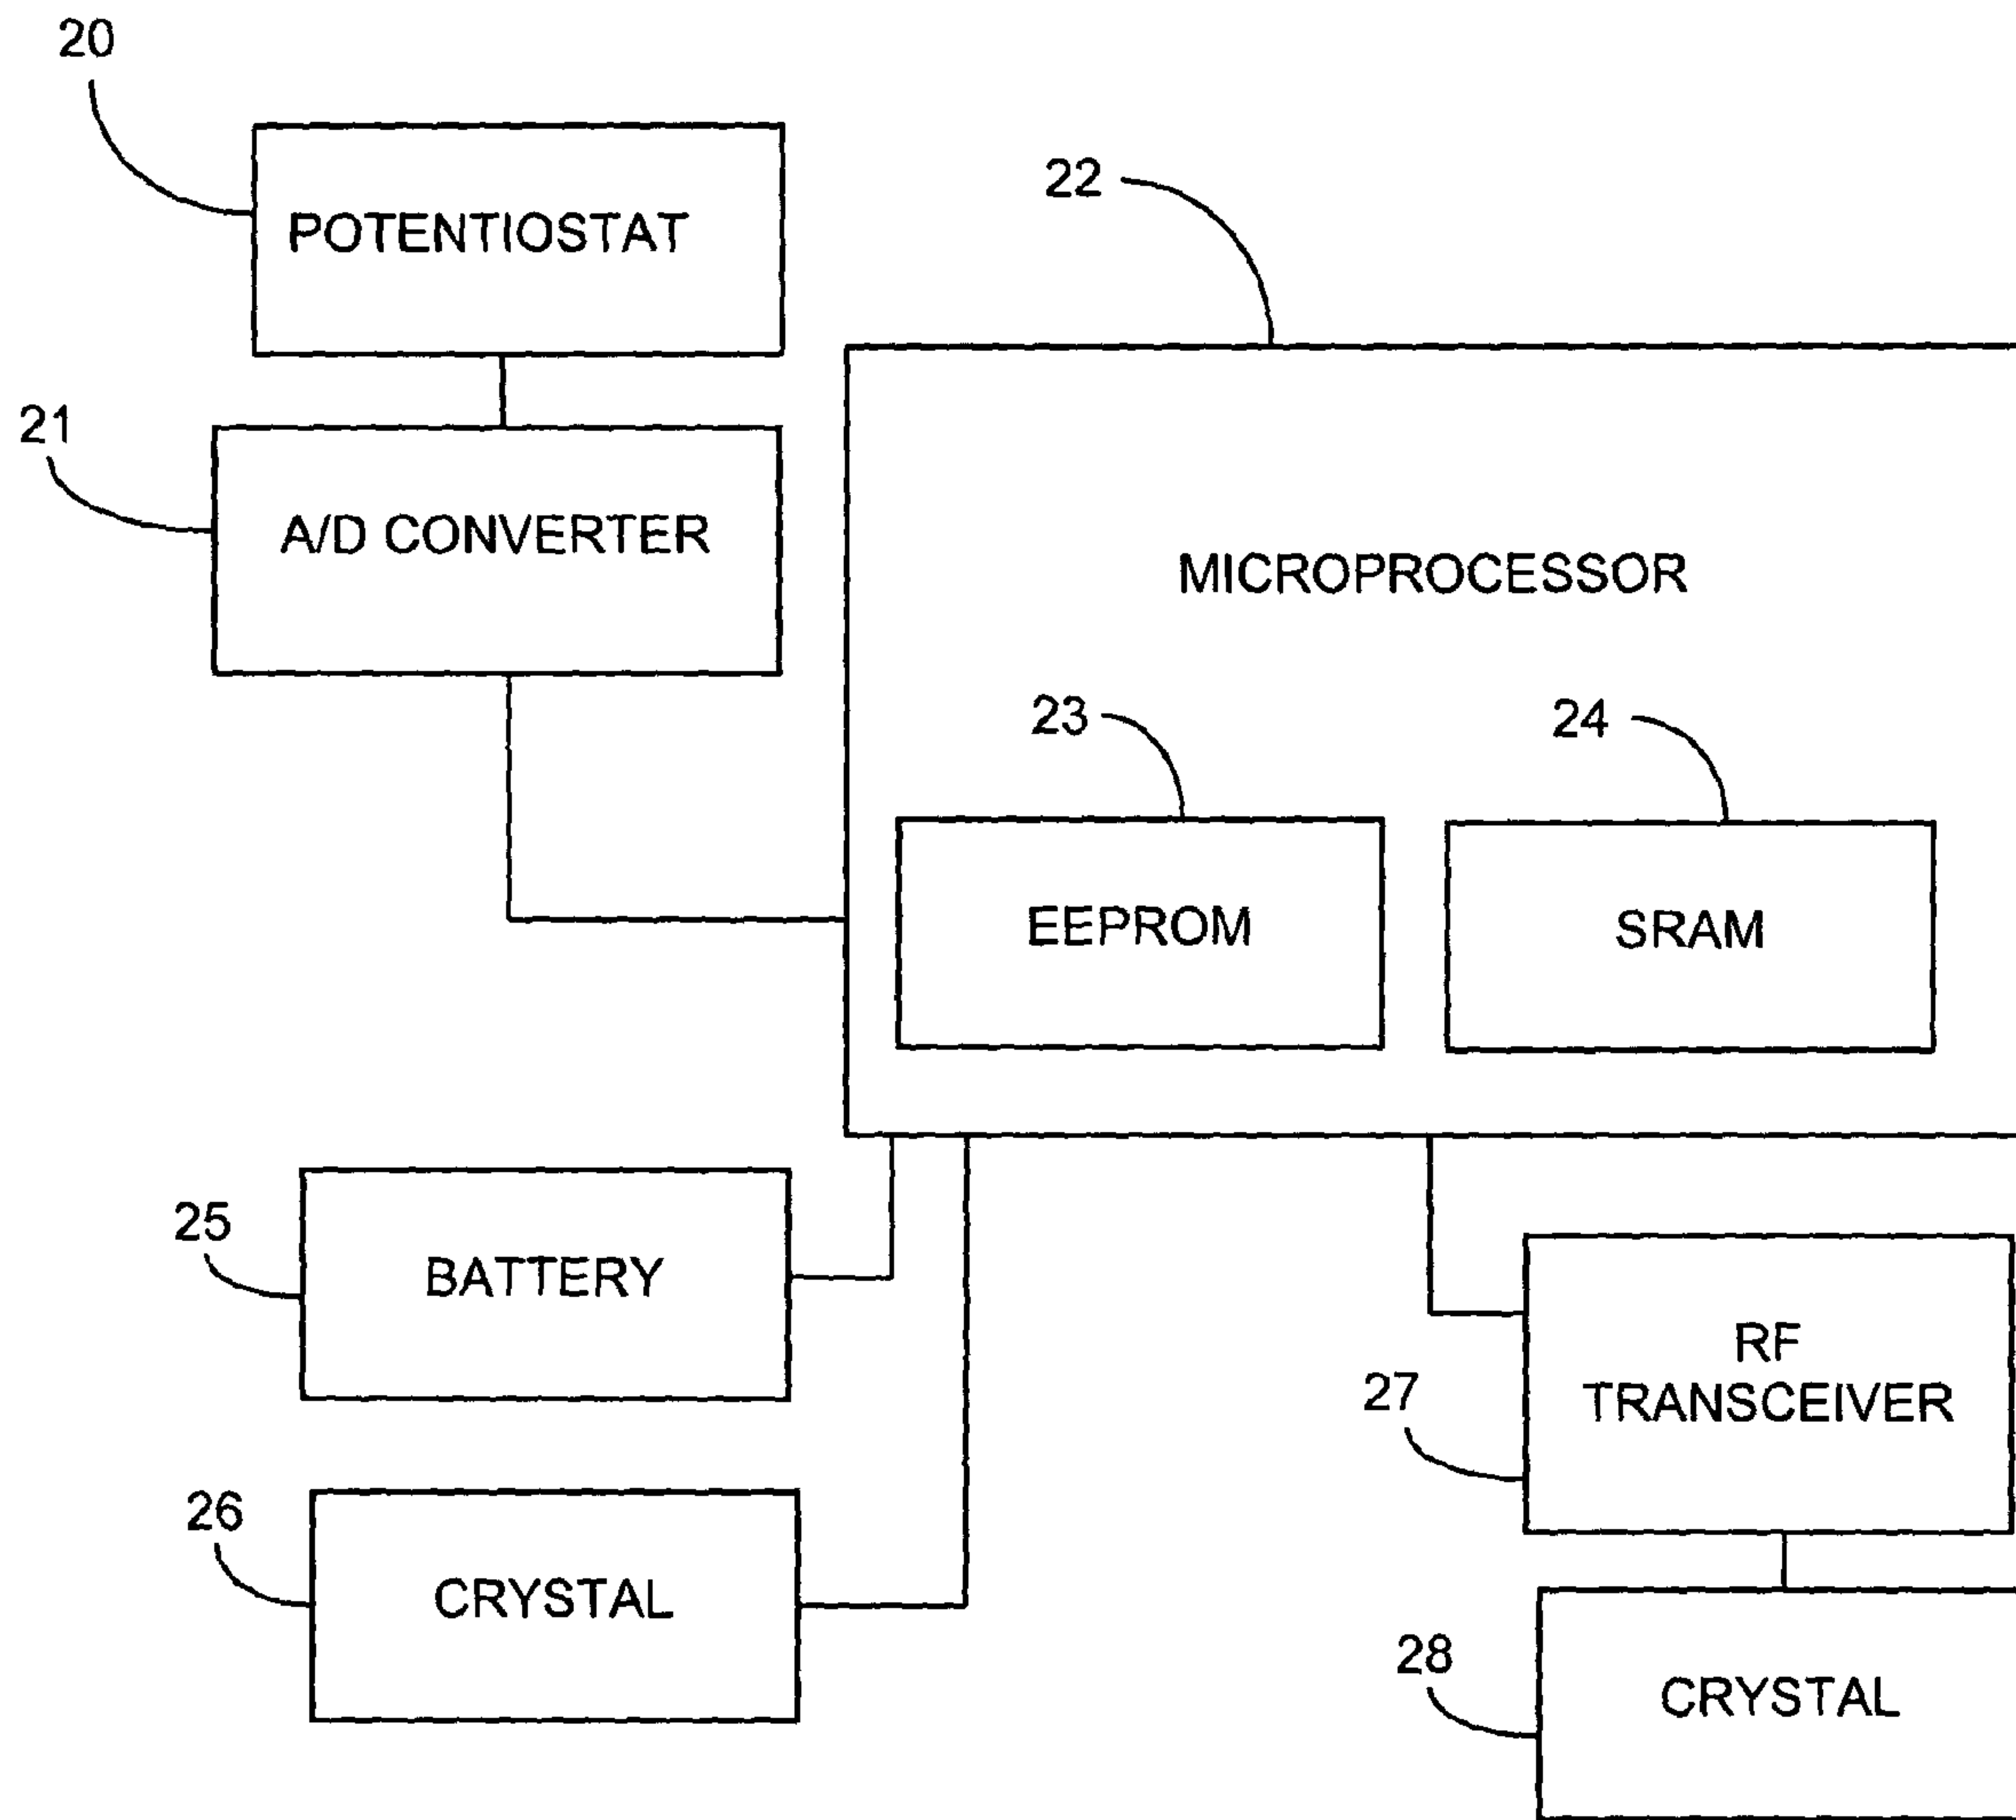 20
POTENTIOSTAT
22
21
A/D CONVERTER
MICROPROCESSOR
23
24
EEPROM
SRAM
25
BATTERY
RF
TRANSCEIVER
27
26
CRYSTAL
28
CRYSTAL